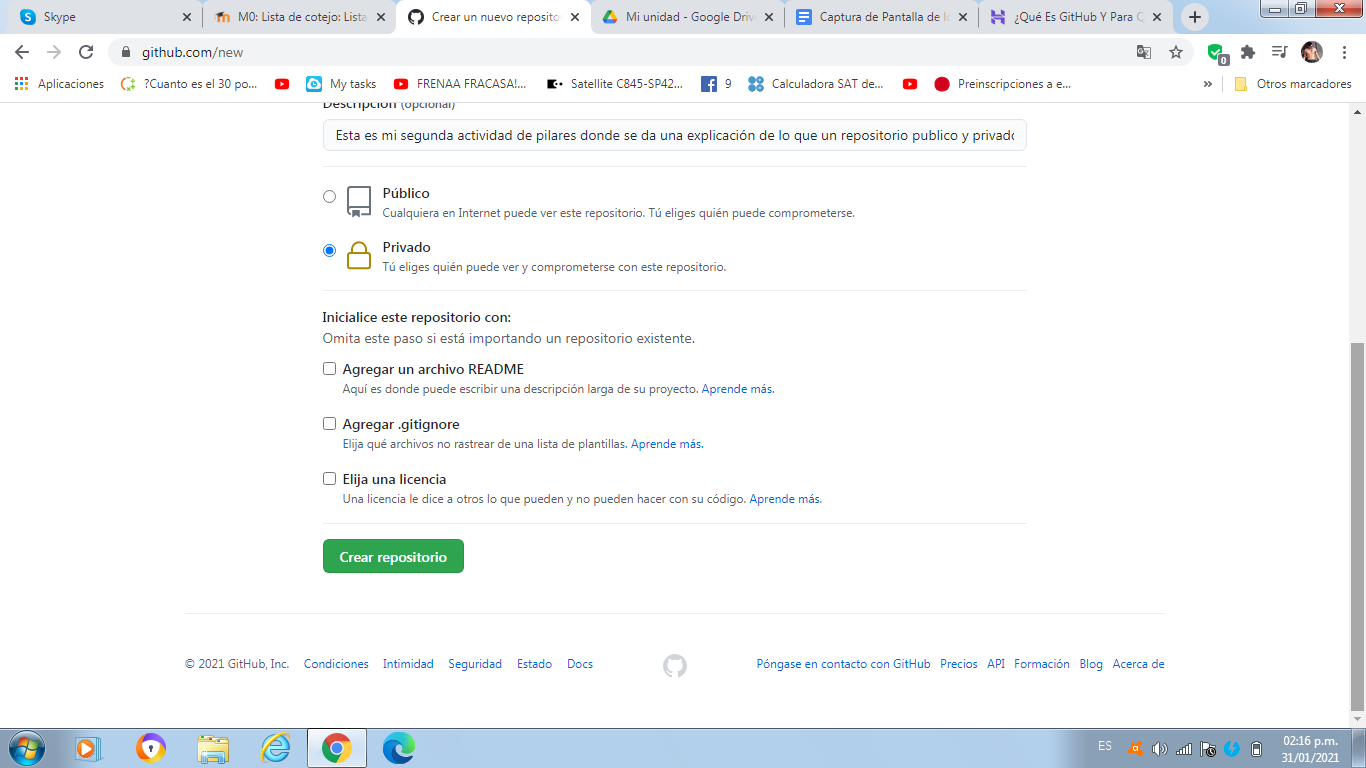 Skype
M0: Lista de cotejo: Lista
Crear un nuevo reposito
Mi unidad - Google Driv
Captura de Pantalla de lo
¿Qué Es GitHub Y Para Q
github.com/new
Aplicaciones
?Cuanto es el 30 po...
My tasks
FRENAA FRACASA!...
Satellite C845-SP42...
9
Calculadora SAT de...
Preinscripciones a e...
»
Otros marcadores
Descripción (opcional)
Esta es mi segunda actividad de pilares donde se da una explicación de lo que un repositorio publico y privado
Público
Cualquiera en Internet puede ver este repositorio. Tú eliges quién puede comprometerse.
Privado
Tú eliges quién puede ver y comprometerse con este repositorio.
Inicialice este repositorio con:
Omita este paso si está importando un repositorio existente.
Agregar un archivo README
Aquí es donde puede escribir una descripción larga de su proyecto. Aprende más.
Agregar .gitignore
Elija qué archivos no rastrear de una lista de plantillas. Aprende más.
Elija una licencia
Una licencia le dice a otros lo que pueden y no pueden hacer con su código. Aprende más.
Crear repositorio
© 2021 GitHub, Inc. Condiciones Intimidad Seguridad Estado Docs
Póngase en contacto con GitHub Precios API Formación Blog Acerca de
ES
02:16 p.m.
31/01/2021